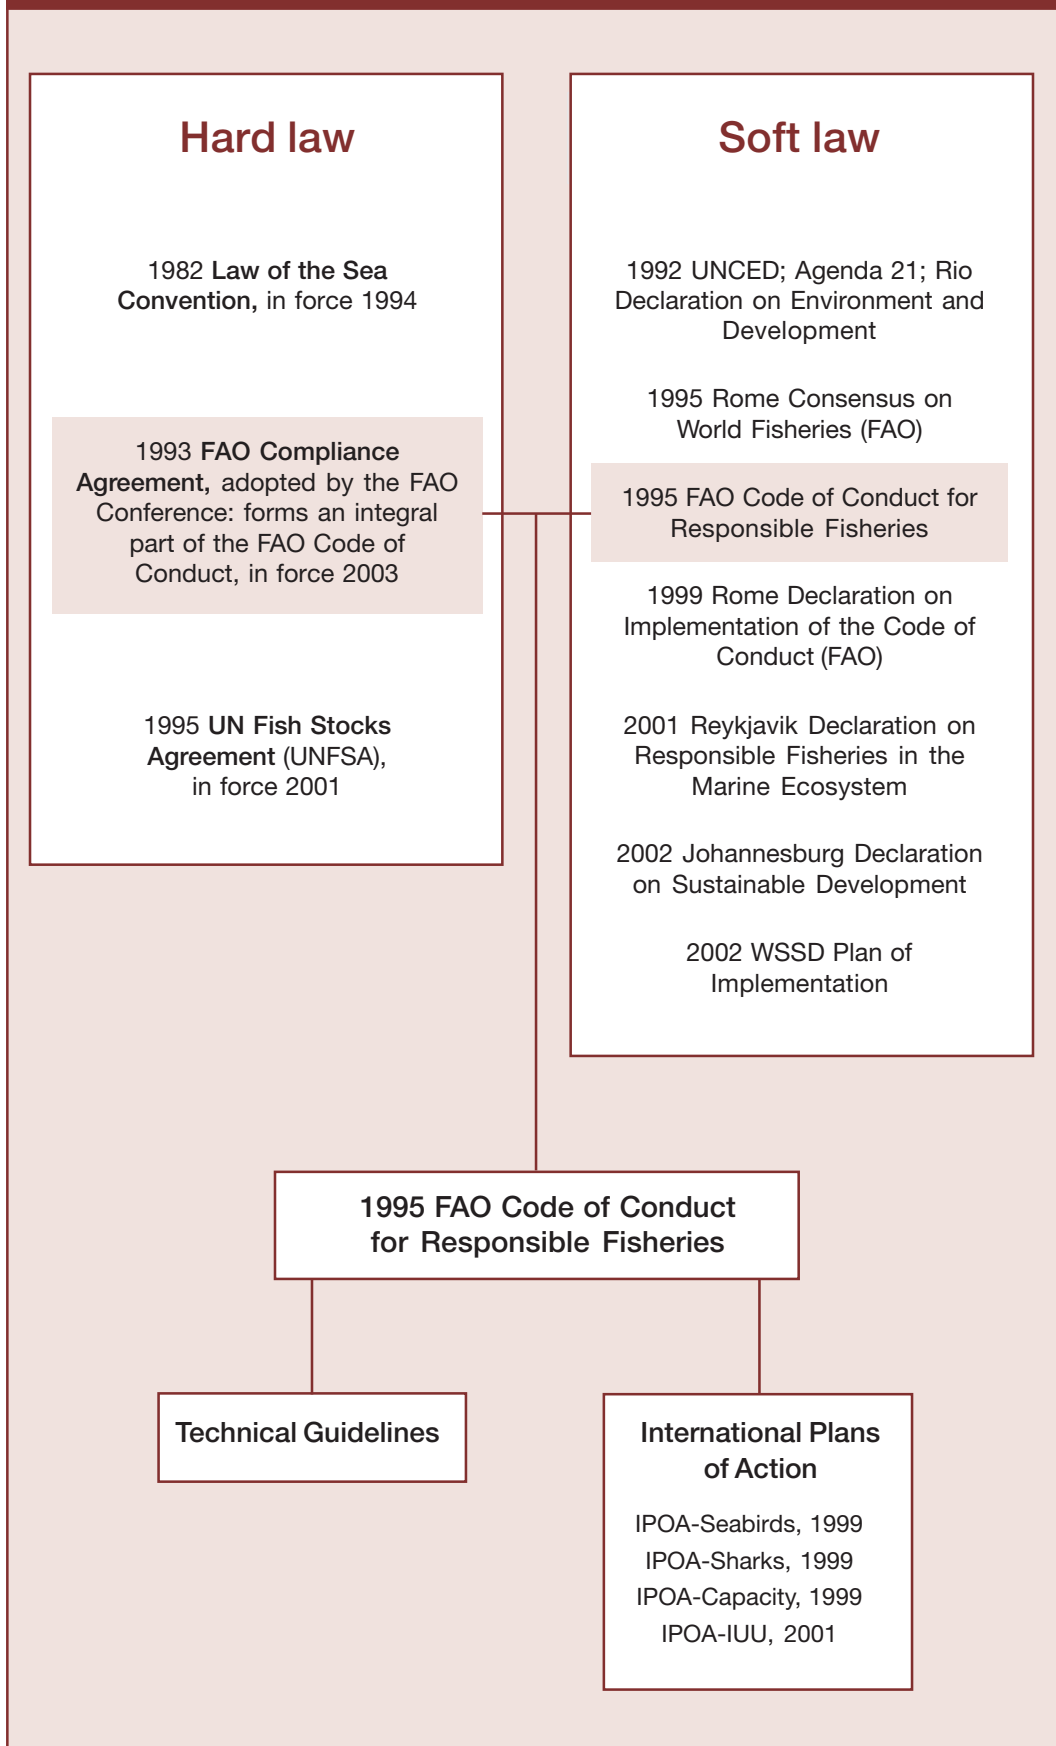 Hard law
1982 Law of the Sea
Convention, in force 1994
1993 FAO Compliance
Agreement, adopted by the FAO
Conference: forms an integral
part of the FAO Code of
Conduct, in force 2003
1995 UN Fish Stocks
Agreement (UNFSA),
in force 2001
Soft law
1992 UNCED; Agenda 21; Rio
Declaration on Environment and
Development
1995 Rome Consensus on
World Fisheries (FAO)
1995 FAO Code of Conduct for
Responsible Fisheries
1999 Rome Declaration on
Implementation of the Code of
Conduct (FAO)
2001 Reykjavik Declaration on
Responsible Fisheries in the
Marine Ecosystem
2002 Johannesburg Declaration
on Sustainable Development
2002 WSSD Plan of
Implementation
1995 FAO Code of Conduct
for Responsible Fisheries
Technical Guidelines
International Plans
of Action
IPOA-Seabirds, 1999
IPOA-Sharks, 1999
IPOA-Capacity, 1999
IPOA-IUU, 2001